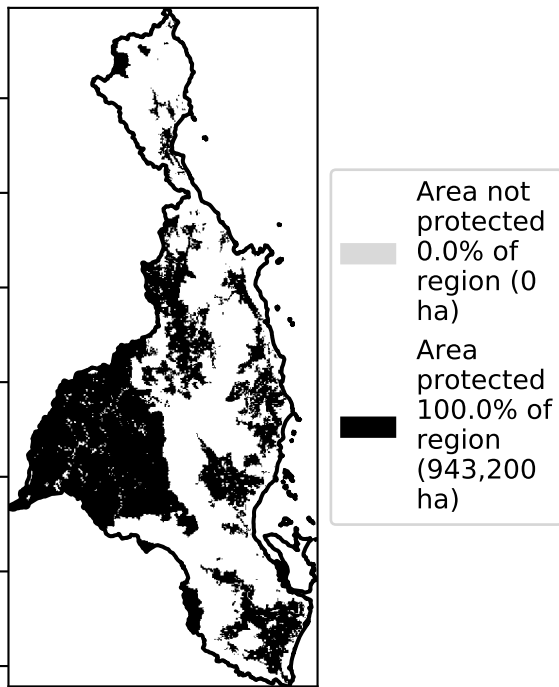 Area not
protected
0.0% of
region (0
ha)
Area
protected
100.0% of
region
(943,200
ha)